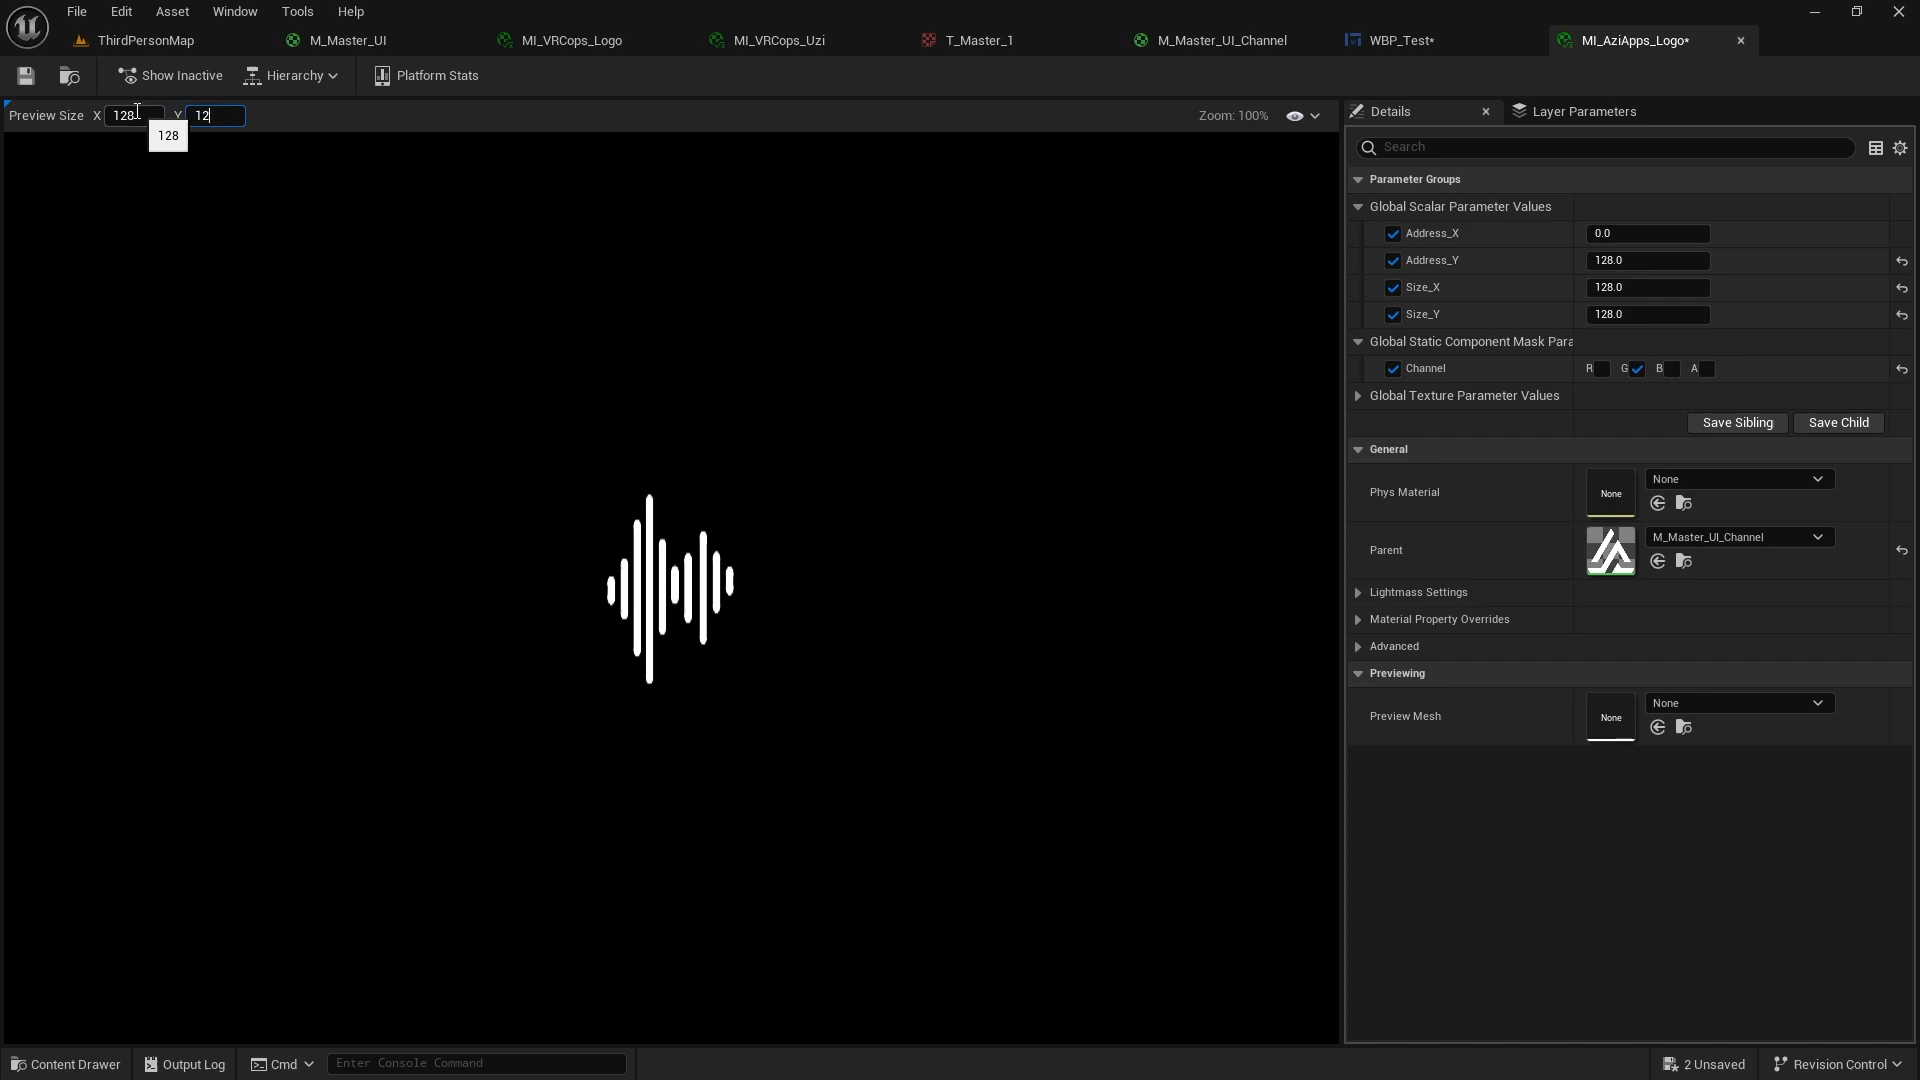 File Edit Asset Window Tools Help
ThirdPersonMap M_Master_UI MI_VRCops_Logo MI_VRCops_Uzi T_Master_1 M_Master_UI_Channel WBP_Test* MI_AziApps_Logo*
Show Inactive Hierarchy Platform Stats
Preview Size X 128 Y 12 Zoom: 100%
128
Details Layer Parameters
Search
Parameter Groups
Global Scalar Parameter Values
Address_X 0.0
Address_Y 128.0
Size_X 128.0
Size_Y 128.0
Global Static Component Mask Para
Channel R G B A
Global Texture Parameter Values
Save Sibling Save Child
General
Phys Material None None
Parent M_Master_UI_Channel
Lightmass Settings
Material Property Overrides
Advanced
Previewing
Preview Mesh None None
Content Drawer Output Log Cmd Enter Console Command 2 Unsaved Revision Control